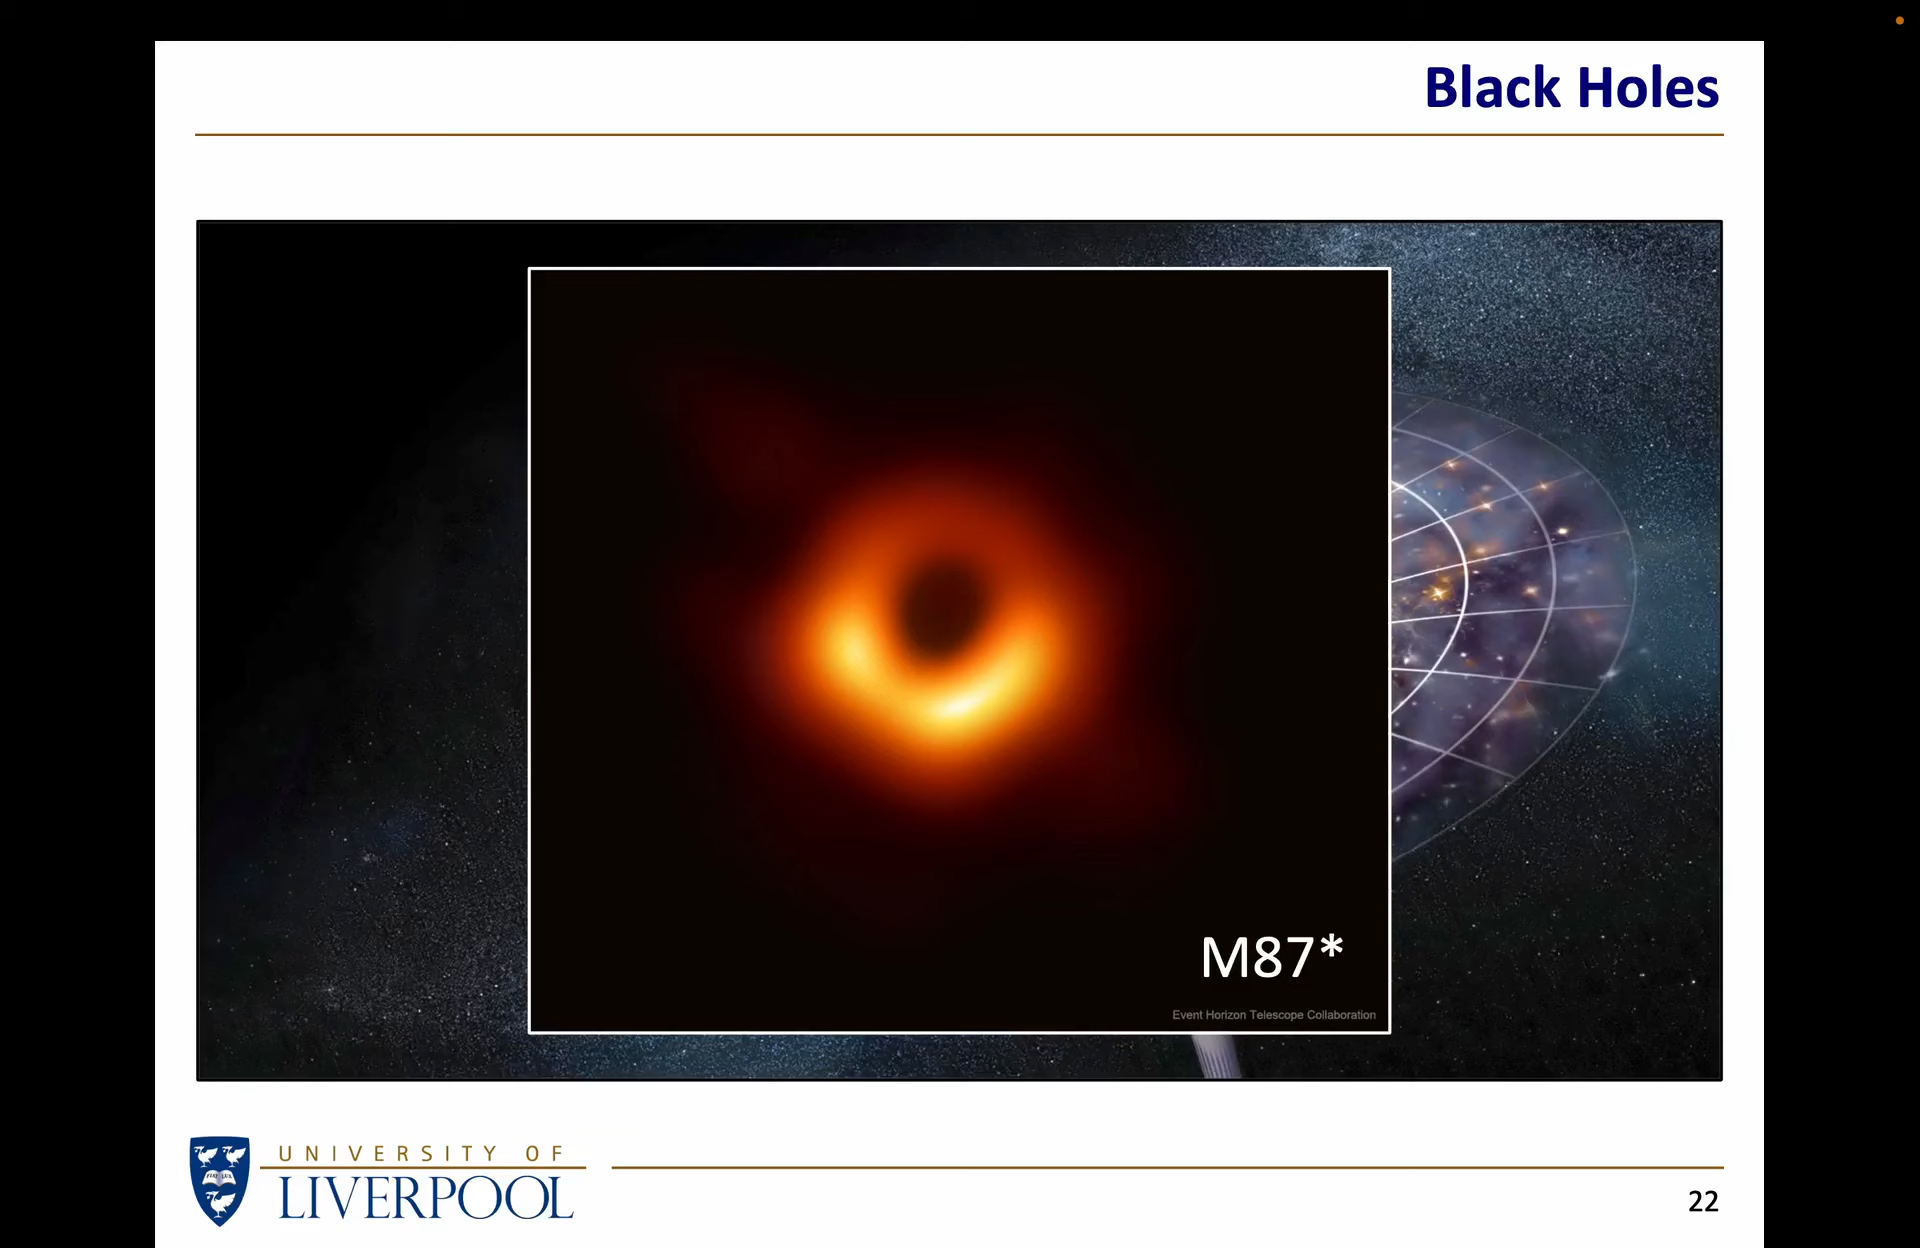 Black Holes
M87*
Event Horizon Telescope Collaboration
UNIVERSITY OF
LIVERPOOL
22